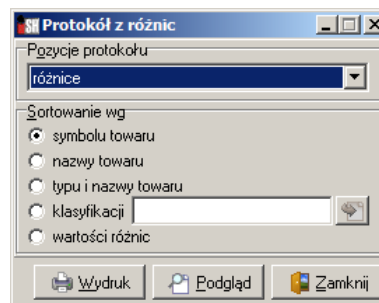 SH Protokół z różnic
Pozycje protokołu
różnice
Sortowanie wg
symbolu towaru
nazwy towaru
typu i nazwy towaru
klasyfikacji
wartości różnic
Wydruk Podgląd Zamknij